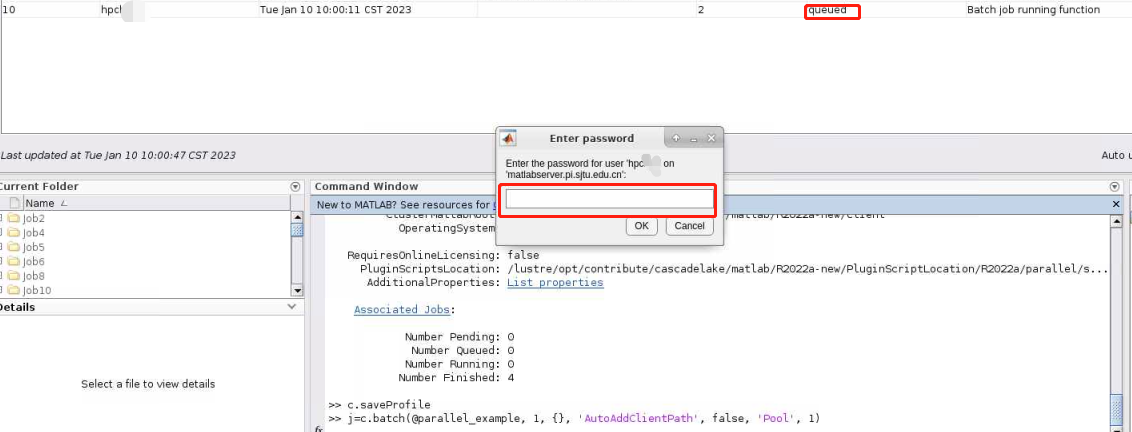 10 hpc Tue Jan 10 10:00:11 CST 2023 2 queued Batch job running function
Last updated at Tue Jan 10 10:00:47 CST 2023 Auto
Enter password
Enter the password for user 'hpc on
'matlabserver.pi.sjtu.edu.cn':
OK Cancel
Current Folder
Name
Job2
Job4
Job5
Job6
Job8
Job10
Details
Select a file to view details
Command Window
New to MATLAB? See resources for
/matlab/R2022a-new/client
OperatingSystem
RequiresOnlineLicensing: false
PluginScriptsLocation: /lustre/opt/contribute/cascadelake/matlab/R2022a-new/PluginScriptLocation/R2022a/parallel/s...
AdditionalProperties: List properties
Associated Jobs:
Number Pending: 0
Number Queued: 0
Number Running: 0
Number Finished: 4
>> c.saveProfile
>> j=c.batch(@parallel_example, 1, {}, 'AutoAddClientPath', false, 'Pool', 1)
fx